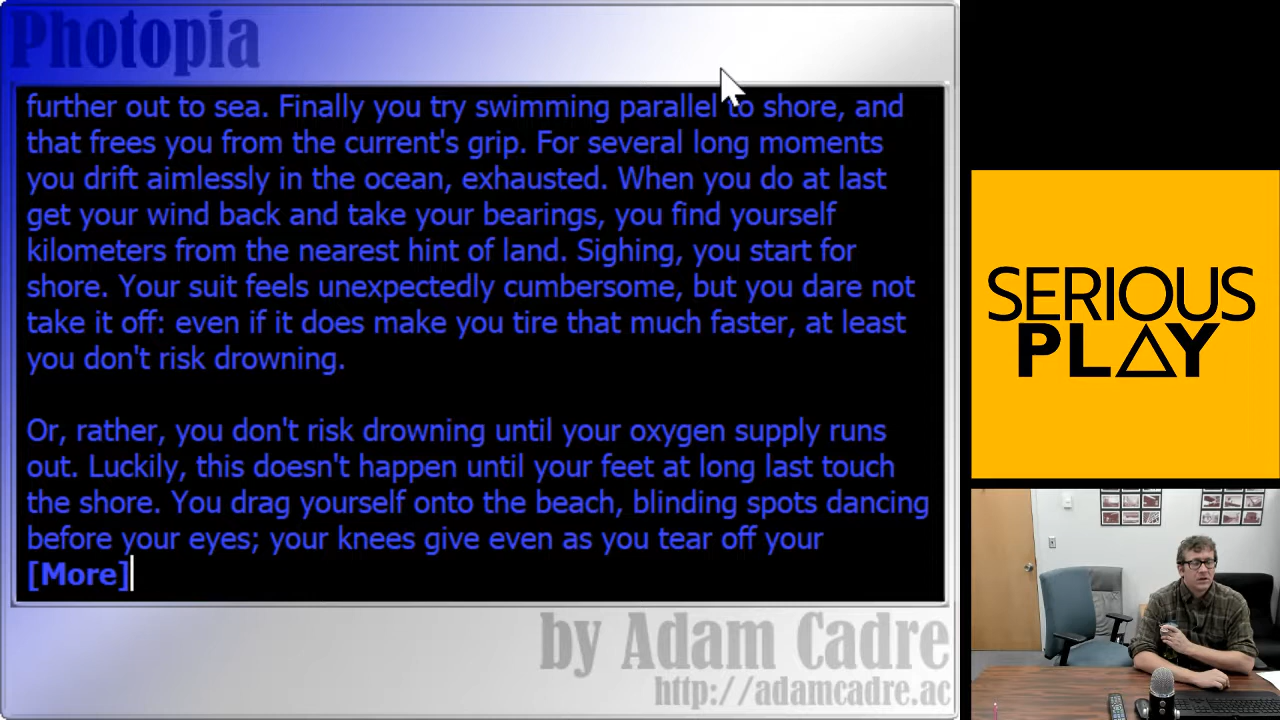 Photopia
further out to sea. Finally you try swimming parallel to shore, and
that frees you from the current's grip. For several long moments
you drift aimlessly in the ocean, exhausted. When you do at last
get your wind back and take your bearings, you find yourself
kilometers from the nearest hint of land. Sighing, you start for
shore. Your suit feels unexpectedly cumbersome, but you dare not
take it off: even if it does make you tire that much faster, at least
you don't risk drowning.
Or, rather, you don't risk drowning until your oxygen supply runs
out. Luckily, this doesn't happen until your feet at long last touch
the shore. You drag yourself onto the beach, blinding spots dancing
before your eyes; your knees give even as you tear off your
[More]
by Adam Cadre
http://adamcadre.ac
SERIOUS
PLAY